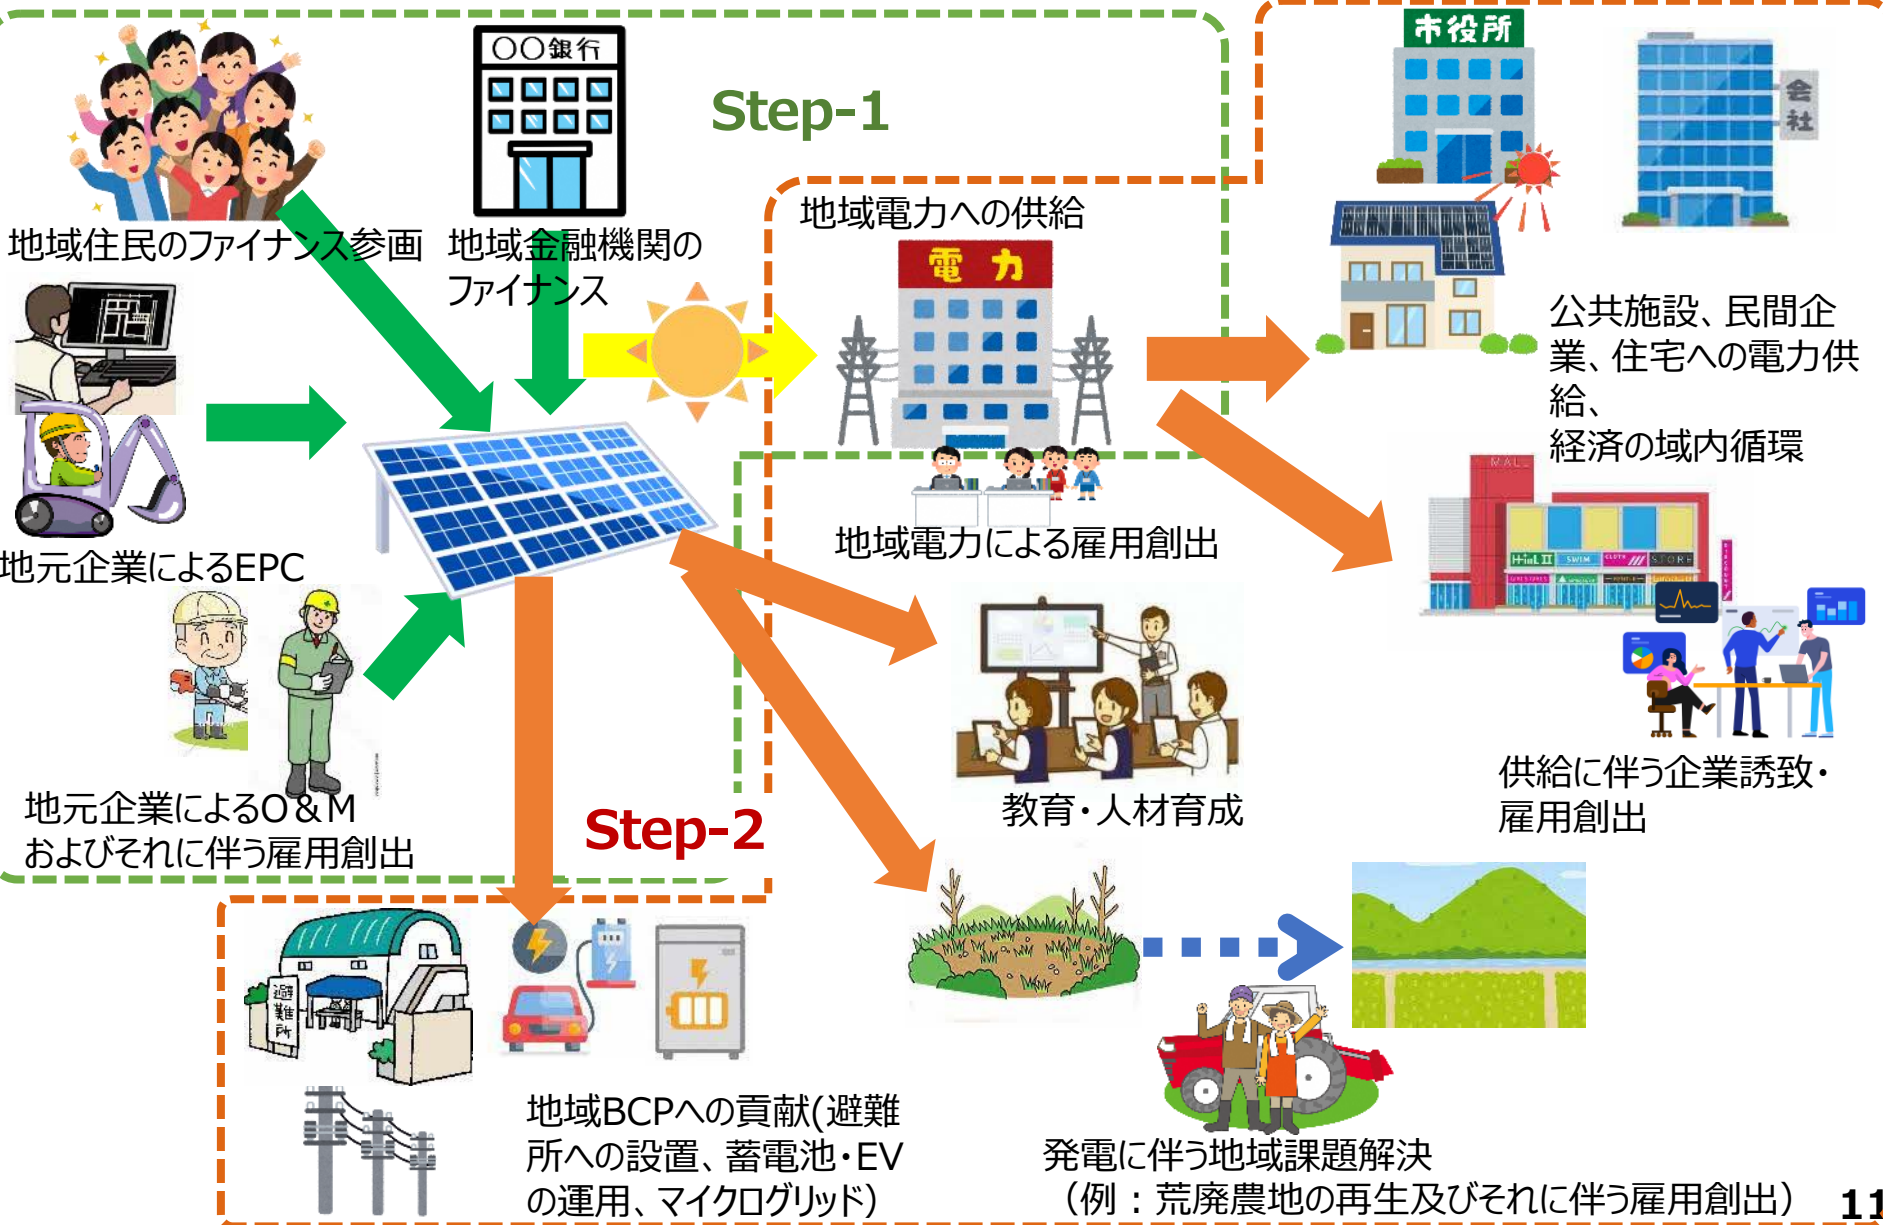 〇〇銀行
Step-1
市役所
会社
地域住民のファイナンス参画
地域金融機関の
ファイナンス
地域電力への供給
電力
公共施設、民間企
業、住宅への電力供
給、
経済の域内循環
地元企業によるEPC
地域電力による雇用創出
MALL
SWIM
STORE
地元企業によるO&M
およびそれに伴う雇用創出
Step-2
教育・人材育成
供給に伴う企業誘致・
雇用創出
避難所
地域BCPへの貢献(避難
所への設置、蓄電池・EV
の運用、マイクログリッド)
発電に伴う地域課題解決
（例：荒廃農地の再生及びそれに伴う雇用創出）
11